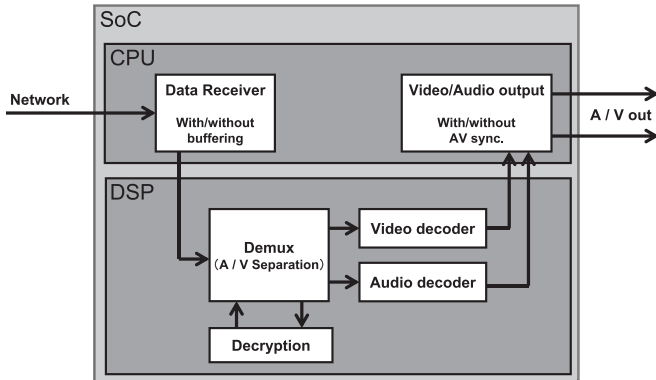 SoC
CPU
Network
Data Receiver
With/without
buffering
Video/Audio output
With/without
AV sync.
A / V out
DSP
Demux
(A / V Separation)
Video decoder
Audio decoder
Decryption